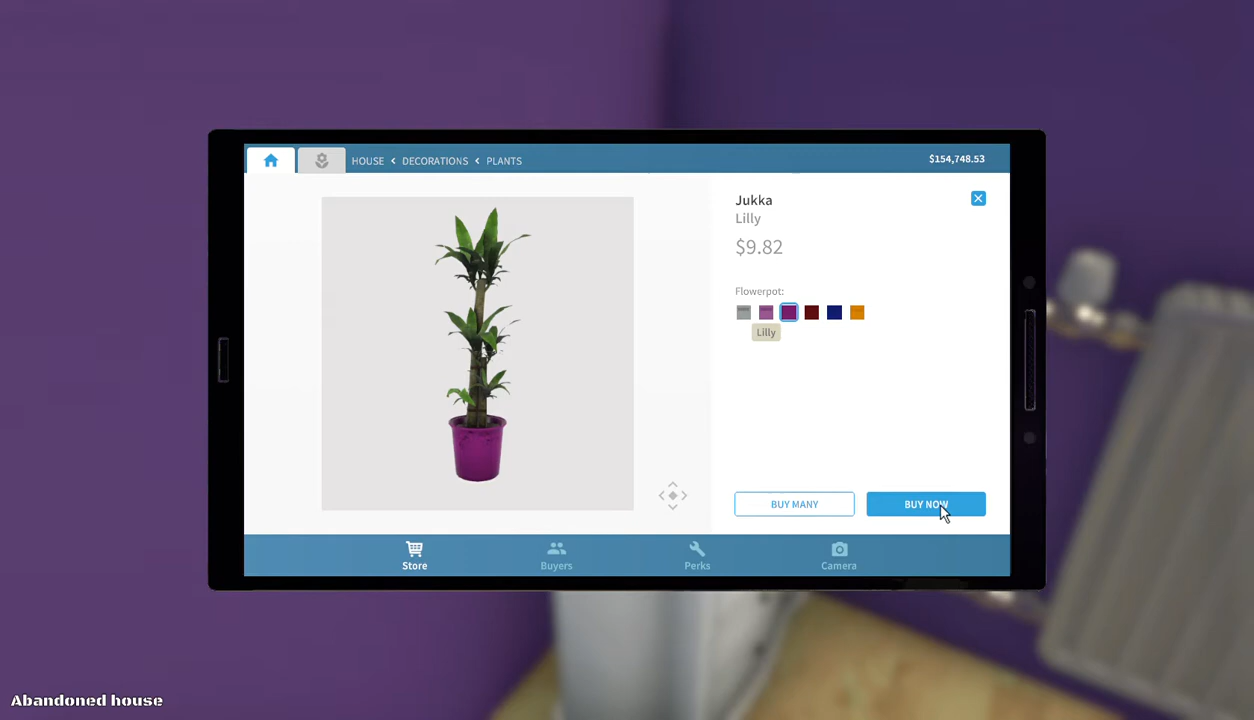 HOUSE < DECORATIONS < PLANTS
$154,748.53
Jukka
Lilly
$9.82
Flowerpot:
Lilly
BUY MANY
BUY NOW
Store
Buyers
Perks
Camera
Abandoned house